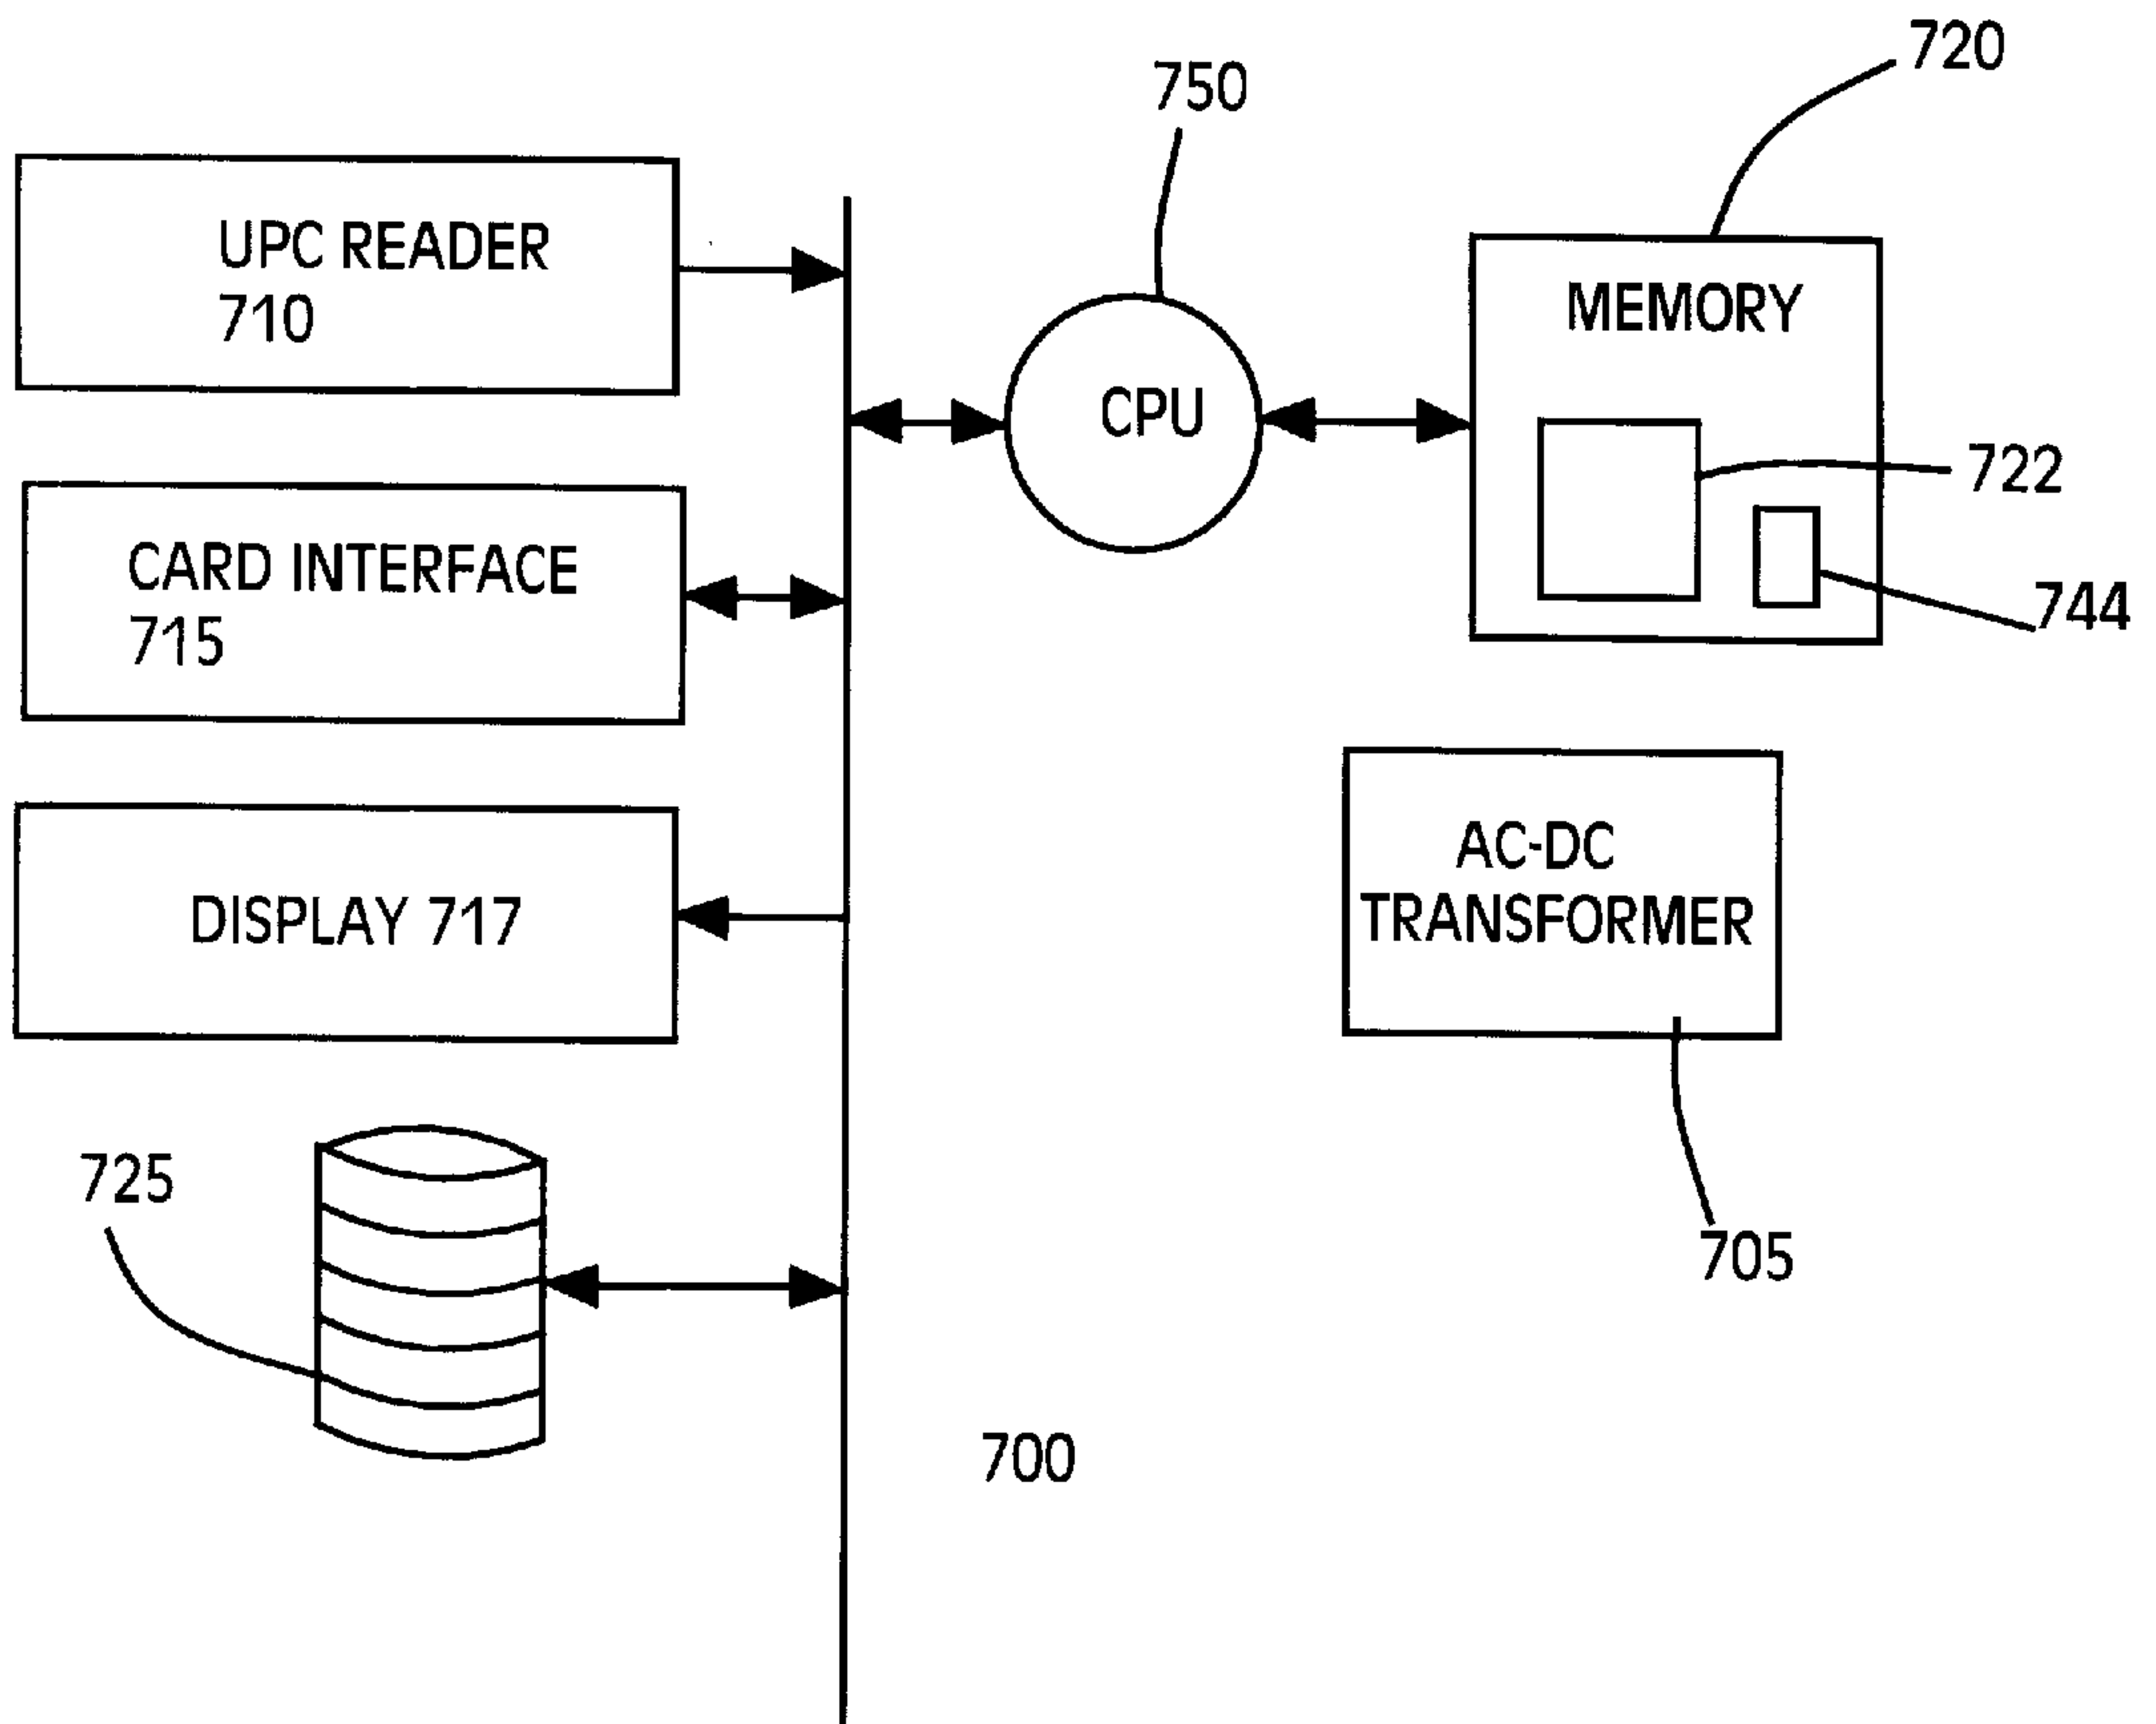 720
750
UPC READER
710
MEMORY
CPU
722
CARD INTERFACE
715
744
AC-DC
TRANSFORMER
DISPLAY 717
725
705
700